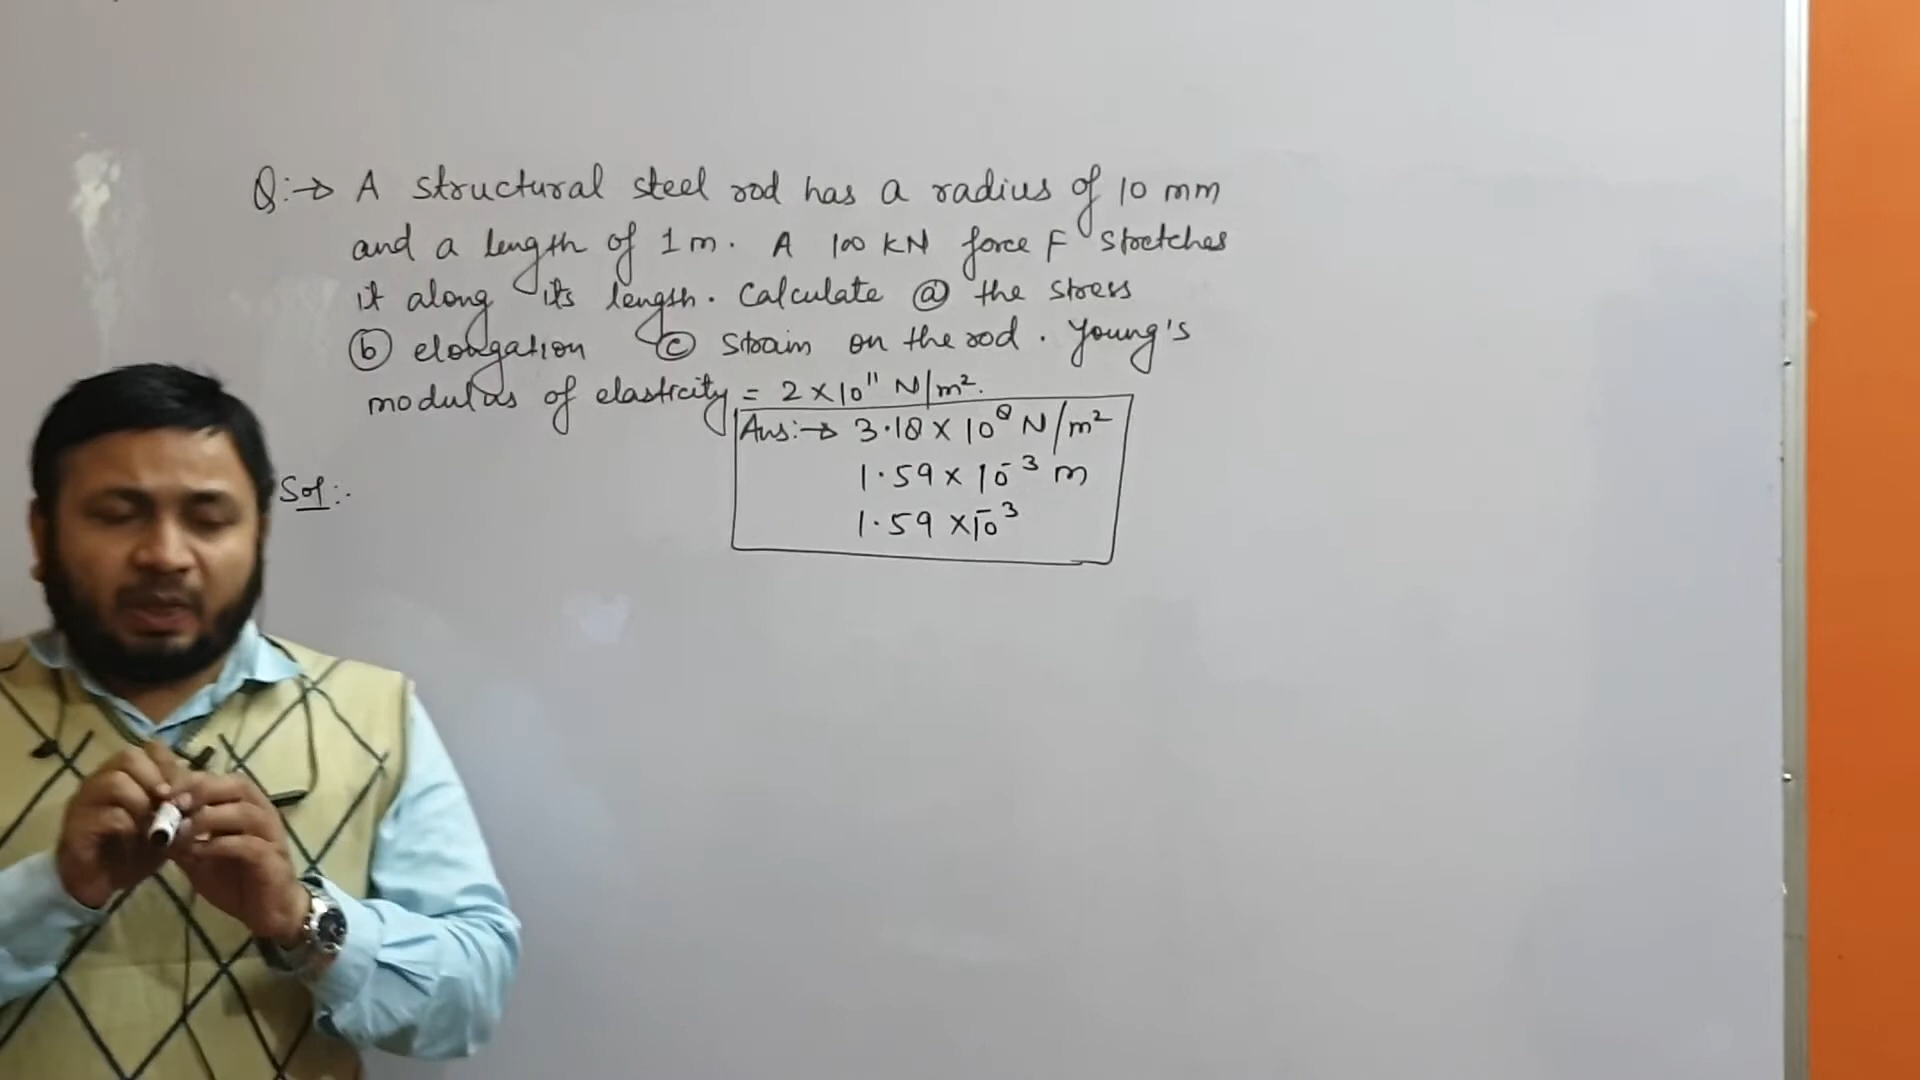 Q:→ A structural steel rod has a radius of 10 mm
and a length of 1 m. A 100 KN force F stretches
it along its length. Calculate ⓐ the stress
ⓑ elongation ⓒ strain on the rod. Young's
modulus of elasticity = 2 × 10¹¹ N/m².
Ans:→ 3.18 × 10⁸ N/m²
1.59 × 10⁻³ m
1.59 × 10⁻³
Sol:.